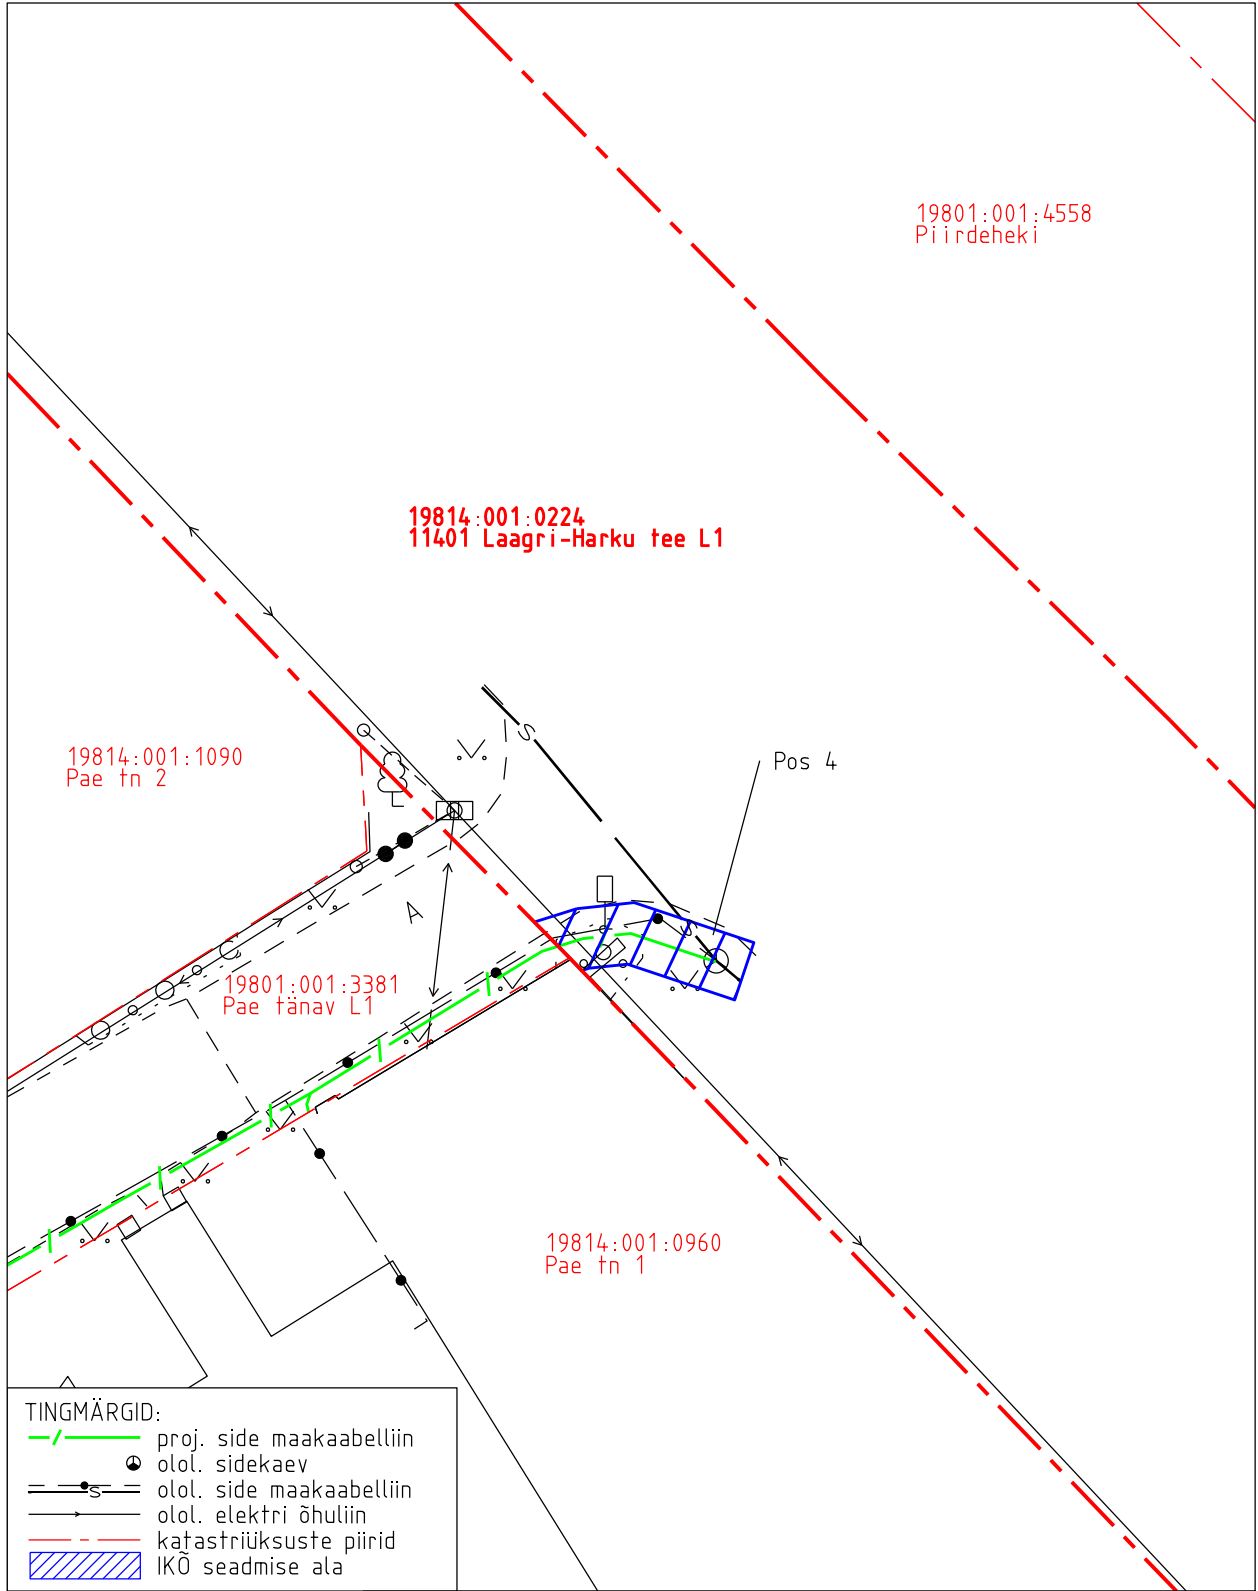 19801:001:4558
Piirdeheki
19814:001:0224
11401 Laagri-Harku tee L1
S
19814:001:1090
Pae tn 2
Pos 4
A
S
19801:001:3381
Pae tänav L1
19814:001:0960
Pae tn 1
TINGMÄRGID:
proj. side maakaabelliin
olol. sidekaev
S
olol. side maakaabelliin
olol. elektri õhuliin
katastriüksuste piirid
IKÕ seadmise ala